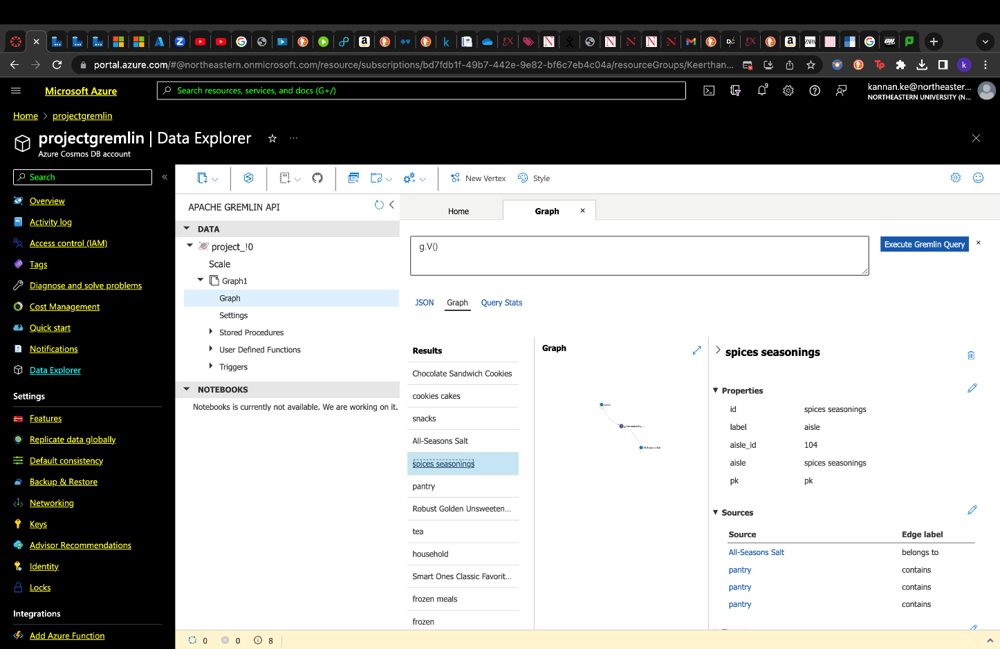 portal.azure.com/#@northeastern.onmicrosoft.com/resource/subscriptions/bd7fdb1f-49b7-442e-9e82-bf6c7eb4c04a/resourceGroups/Keerthan...
Microsoft Azure
Search resources, services, and docs (G+/)
9
kannan.ke@northeaster...
NORTHEASTERN UNIVERSITY (N...
Home > projectgremlin
projectgremlin | Data Explorer
Azure Cosmos DB account
Search
Overview
Activity log
Access control (IAM)
Tags
Diagnose and solve problems
Cost Management
Quick start
Notifications
Data Explorer
Settings
Features
Replicate data globally
Default consistency
Backup & Restore
Networking
Keys
Advisor Recommendations
Identity
Locks
Integrations
Add Azure Function
New Vertex
Style
APACHE GREMLIN API
DATA
project_!0
Scale
Graph1
Graph
Settings
Stored Procedures
User Defined Functions
Triggers
NOTEBOOKS
Notebooks is currently not available. We are working on it.
Home
Graph
g.V()
Execute Gremlin Query
JSON
Graph
Query Stats
Results
Chocolate Sandwich Cookies
cookies cakes
snacks
All-Seasons Salt
spices seasonings
pantry
Robust Golden Unsweeten...
tea
household
Smart Ones Classic Favorit...
frozen meals
frozen
Graph
pantry
All-Seasons Salt
spices seasonings
Properties
id spices seasonings
label aisle
aisle_id 104
aisle spices seasonings
pk pk
Sources
Source Edge label
All-Seasons Salt belongs to
pantry contains
pantry contains
pantry contains
0 0 8